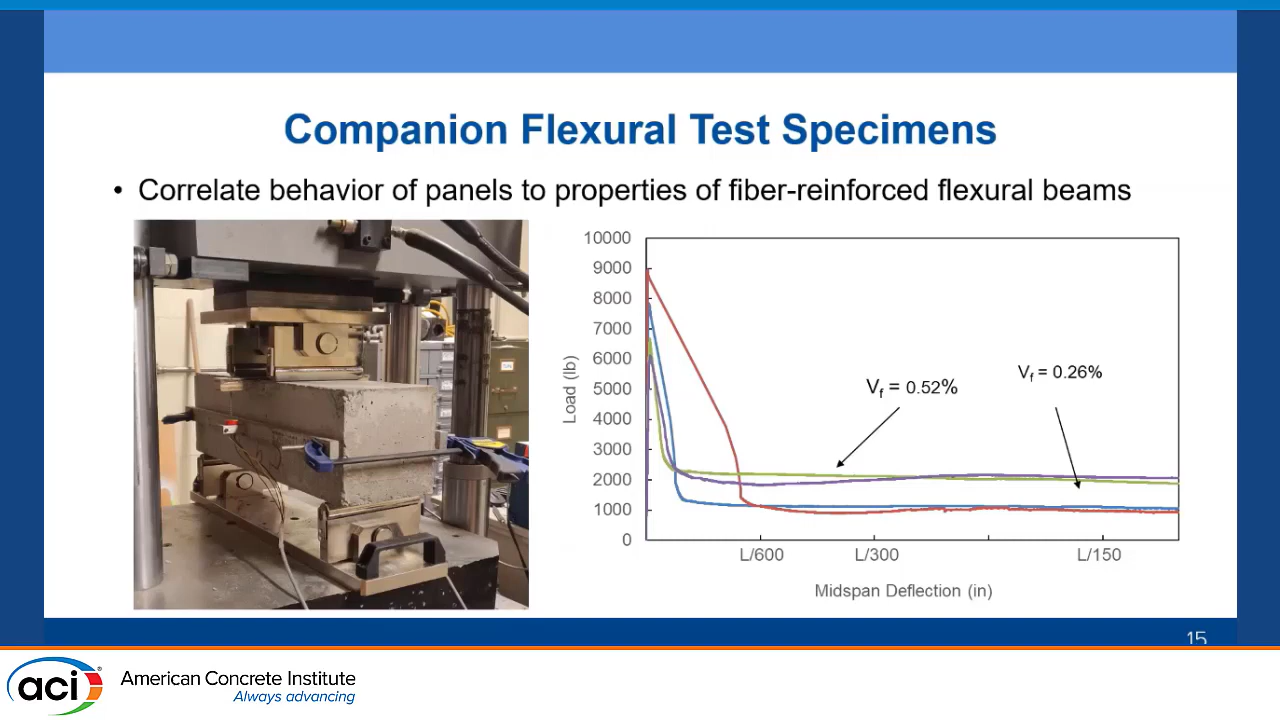 Companion Flexural Test Specimens
• Correlate behavior of panels to properties of fiber-reinforced flexural beams
10000
9000
8000
7000
6000
5000
4000
3000
2000
1000
0
Load (lb)
Vf = 0.52%
Vf = 0.26%
L/600
L/300
L/150
Midspan Deflection (in)
15
aci®
American Concrete Institute
Always advancing